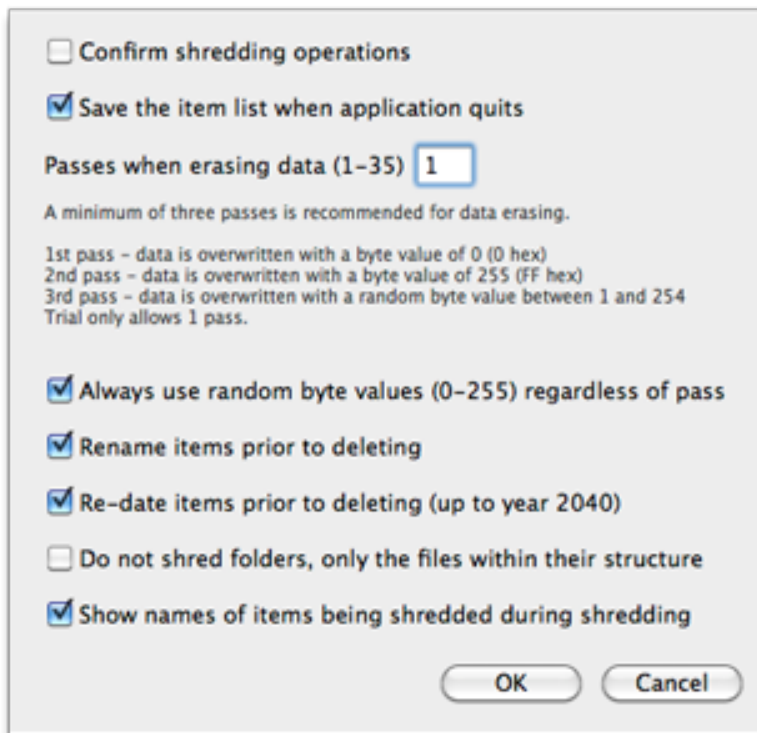 Confirm shredding operations
Save the item list when application quits
Passes when erasing data (1-35) 1
A minimum of three passes is recommended for data erasing.
1st pass - data is overwritten with a byte value of 0 (0 hex)
2nd pass - data is overwritten with a byte value of 255 (FF hex)
3rd pass - data is overwritten with a random byte value between 1 and 254
Trial only allows 1 pass.
Always use random byte values (0-255) regardless of pass
Rename items prior to deleting
Re-date items prior to deleting (up to year 2040)
Do not shred folders, only the files within their structure
Show names of items being shredded during shredding
OK Cancel